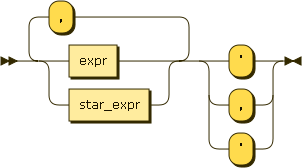 ,
expr '
star_expr ,
'